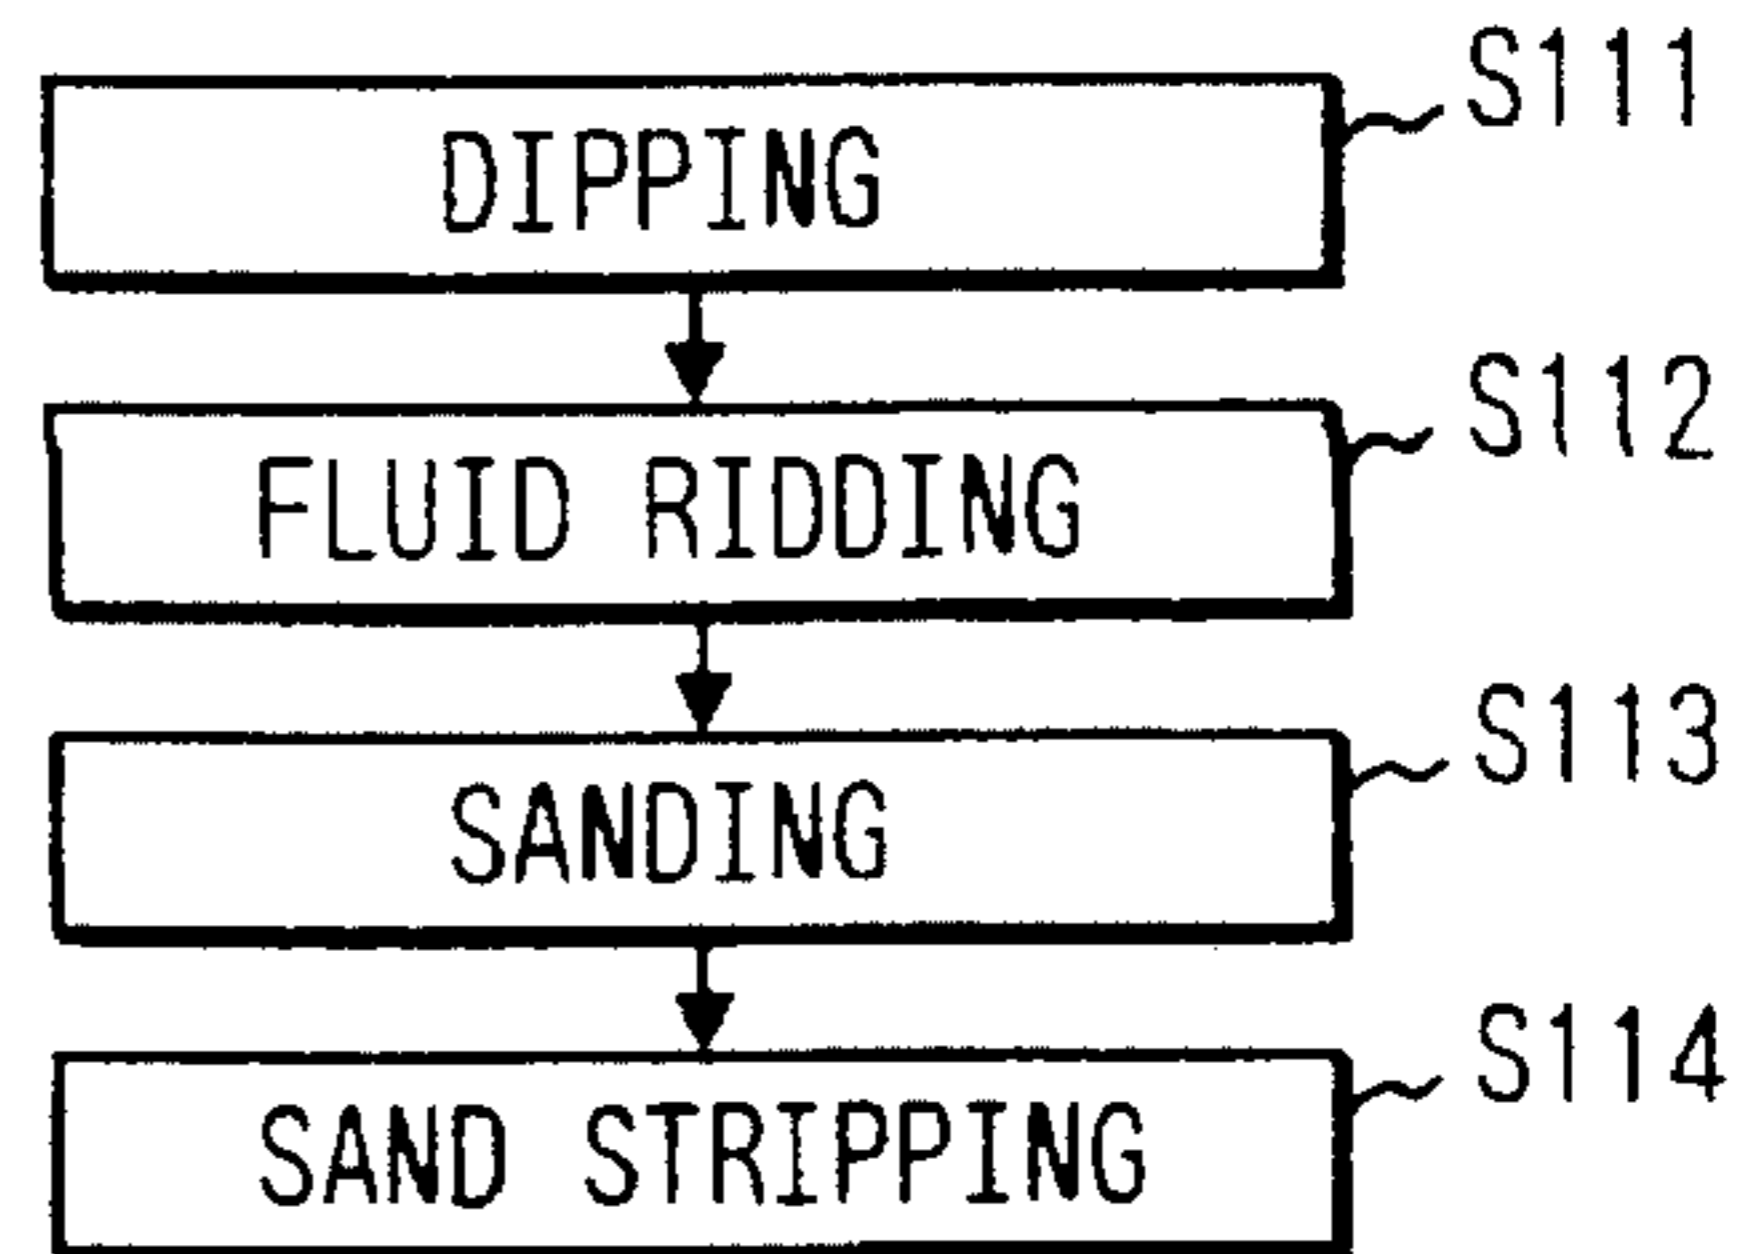 S111
DIPPING
S112
FLUID RIDDING
S113
SANDING
S114
SAND STRIPPING